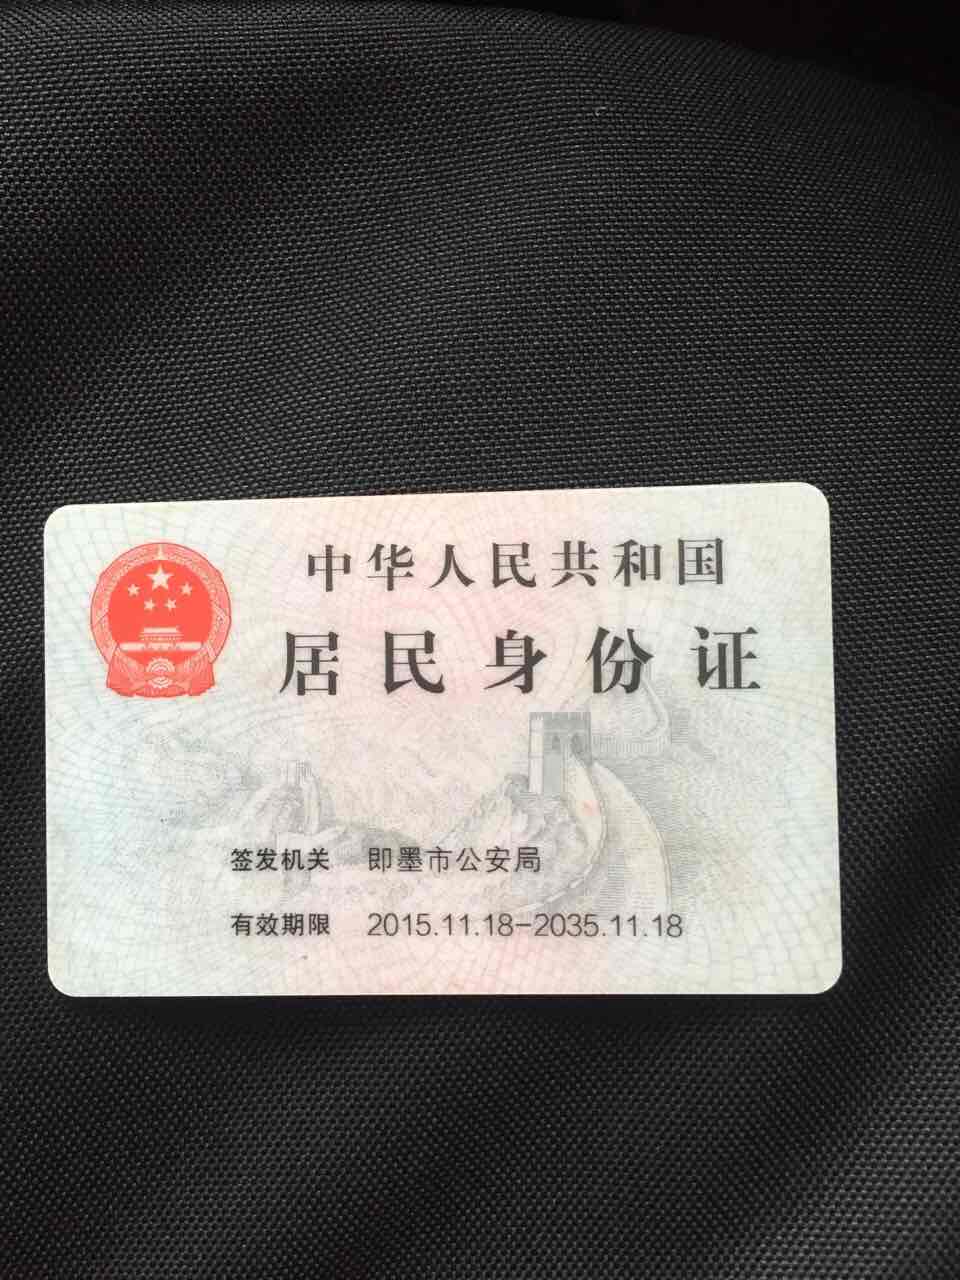 中华人民共和国
居民身份证
签发机关 即墨市公安局
有效期限 2015.11.18-2035.11.18